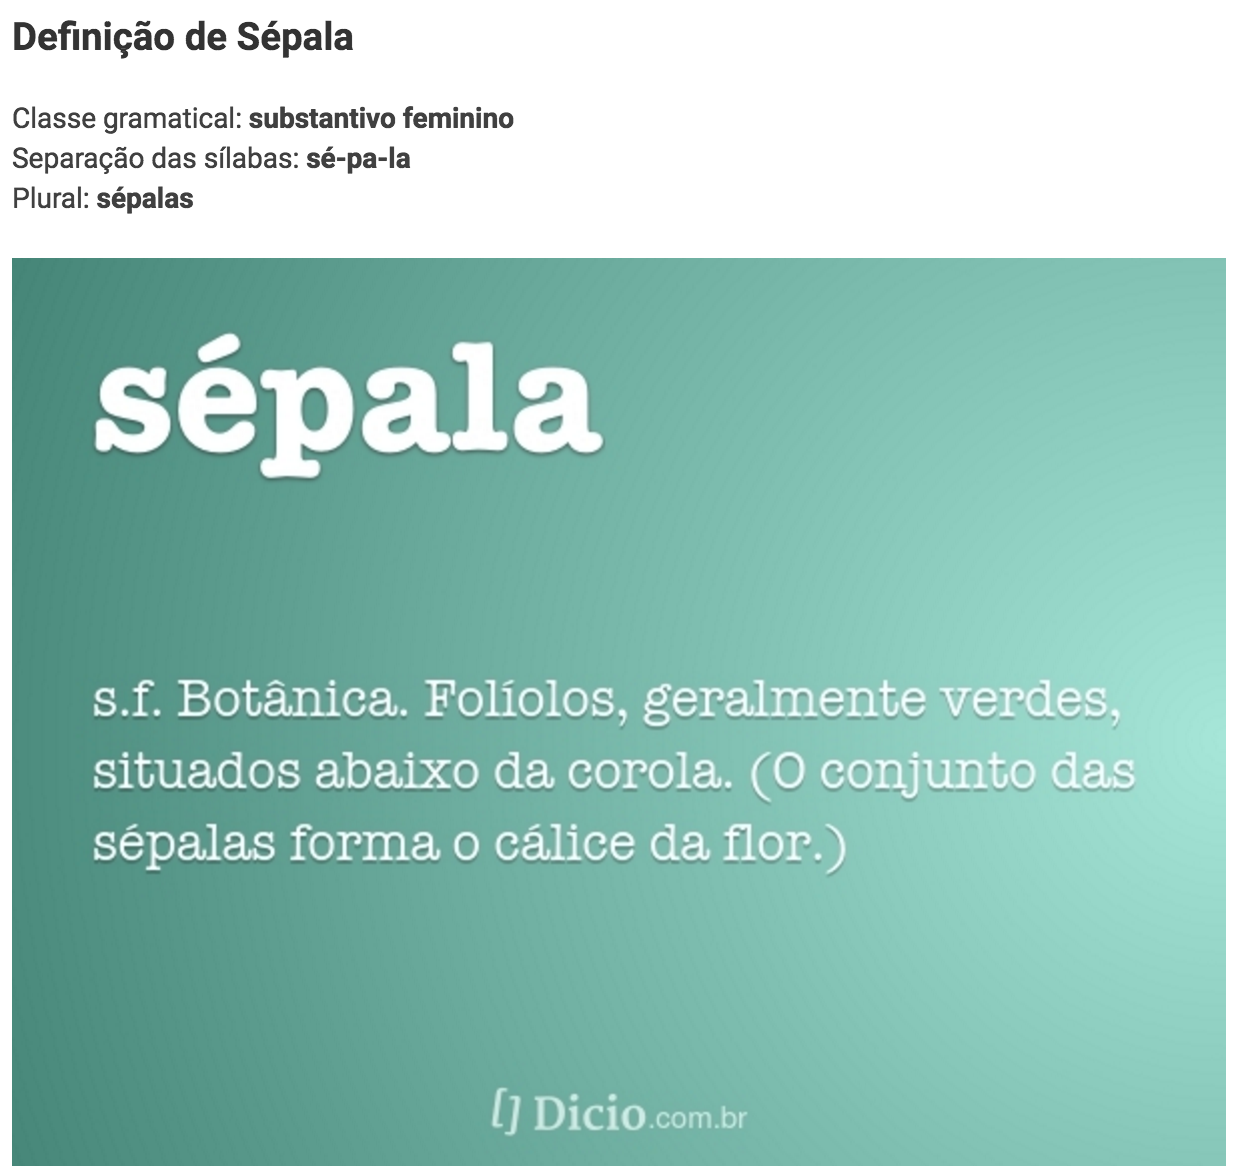 Definição de Sépala
Classe gramatical: substantivo feminino
Separação das sílabas: sé-pa-la
Plural: sépalas
sépala
s.f. Botânica. Folíolos, geralmente verdes,
situados abaixo da corola. (O conjunto das
sépalas forma o cálice da flor.)
[] Dicio.com.br